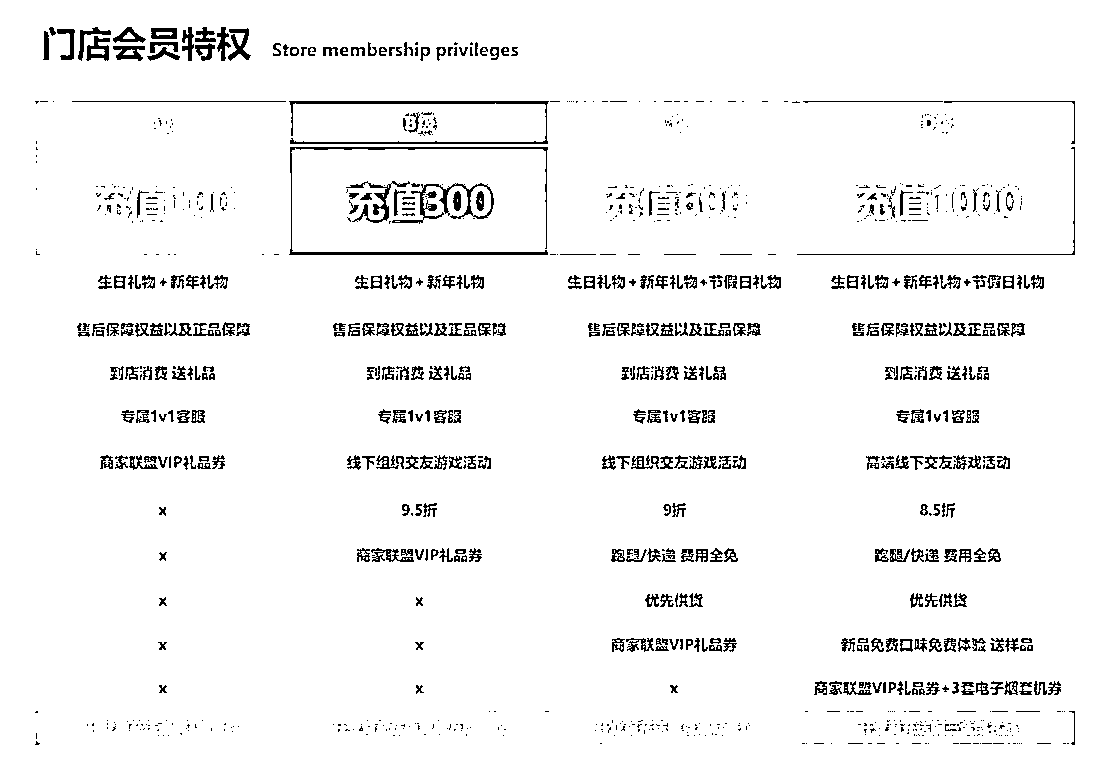 门店会员特权 Store membership privileges
B类
充值 充值300 充值600 充值1000
生日礼物+新年礼物 生日礼物+新年礼物 生日礼物+新年礼物+节假日礼物 生日礼物+新年礼物+节假日礼物
售后保障权益以及正品保障 售后保障权益以及正品保障 售后保障权益以及正品保障 售后保障权益以及正品保障
到店消费 送礼品 到店消费 送礼品 到店消费 送礼品 到店消费 送礼品
专属1v1客服 专属1v1客服 专属1v1客服 专属1v1客服
商家联盟VIP礼品券 线下组织交友游戏活动 线下组织交友游戏活动 高端线下交友游戏活动
x 9.5折 9折 8.5折
x 商家联盟VIP礼品券 跑腿/快递 费用全免 跑腿/快递 费用全免
x x 优先供货 优先供货
x x 商家联盟VIP礼品券 新品免费口味免费体验 送样品
x x x 商家联盟VIP礼品券+3套电子烟套机券